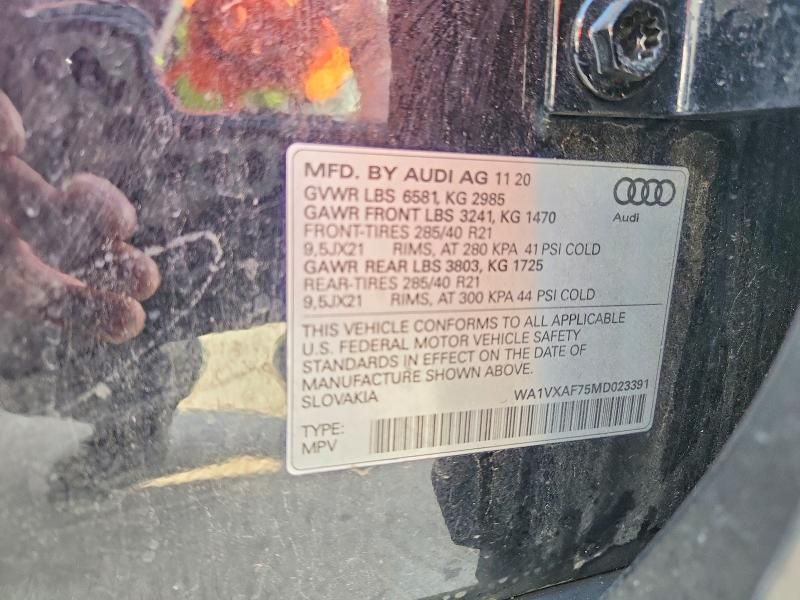 MFD. BY AUDI AG 11 20
GVWR LBS 6581, KG 2985
GAWR FRONT LBS 3241, KG 1470
FRONT-TIRES 285/40 R21
9,5JX21 RIMS, AT 280 KPA 41 PSI COLD
GAWR REAR LBS 3803, KG 1725
REAR-TIRES 285/40 R21
9,5JX21 RIMS, AT 300 KPA 44 PSI COLD
Audi
THIS VEHICLE CONFORMS TO ALL APPLICABLE
U.S. FEDERAL MOTOR VEHICLE SAFETY
STANDARDS IN EFFECT ON THE DATE OF
MANUFACTURE SHOWN ABOVE.
SLOVAKIA WA1VXAF75MD023391
TYPE:
MPV